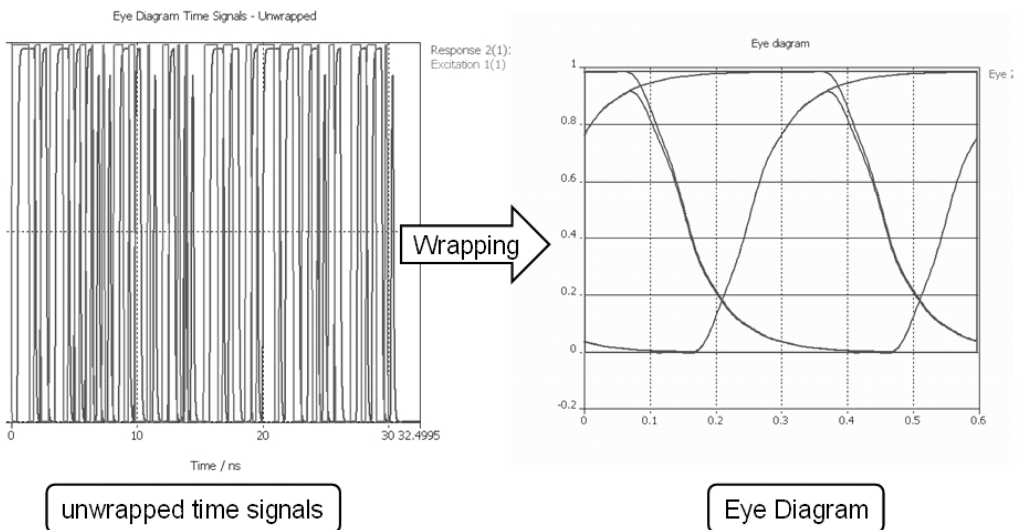 Eye Diagram Time Signals - Unwrapped
Response 2(1):
Excitation 1(1)
0 10 20 30 32.4995
Time / ns
unwrapped time signals
Wrapping
Eye diagram
Eye 2
1
0.8
0.6
0.4
0.2
0
-0.2
0 0.1 0.2 0.3 0.4 0.5 0.6
Eye Diagram